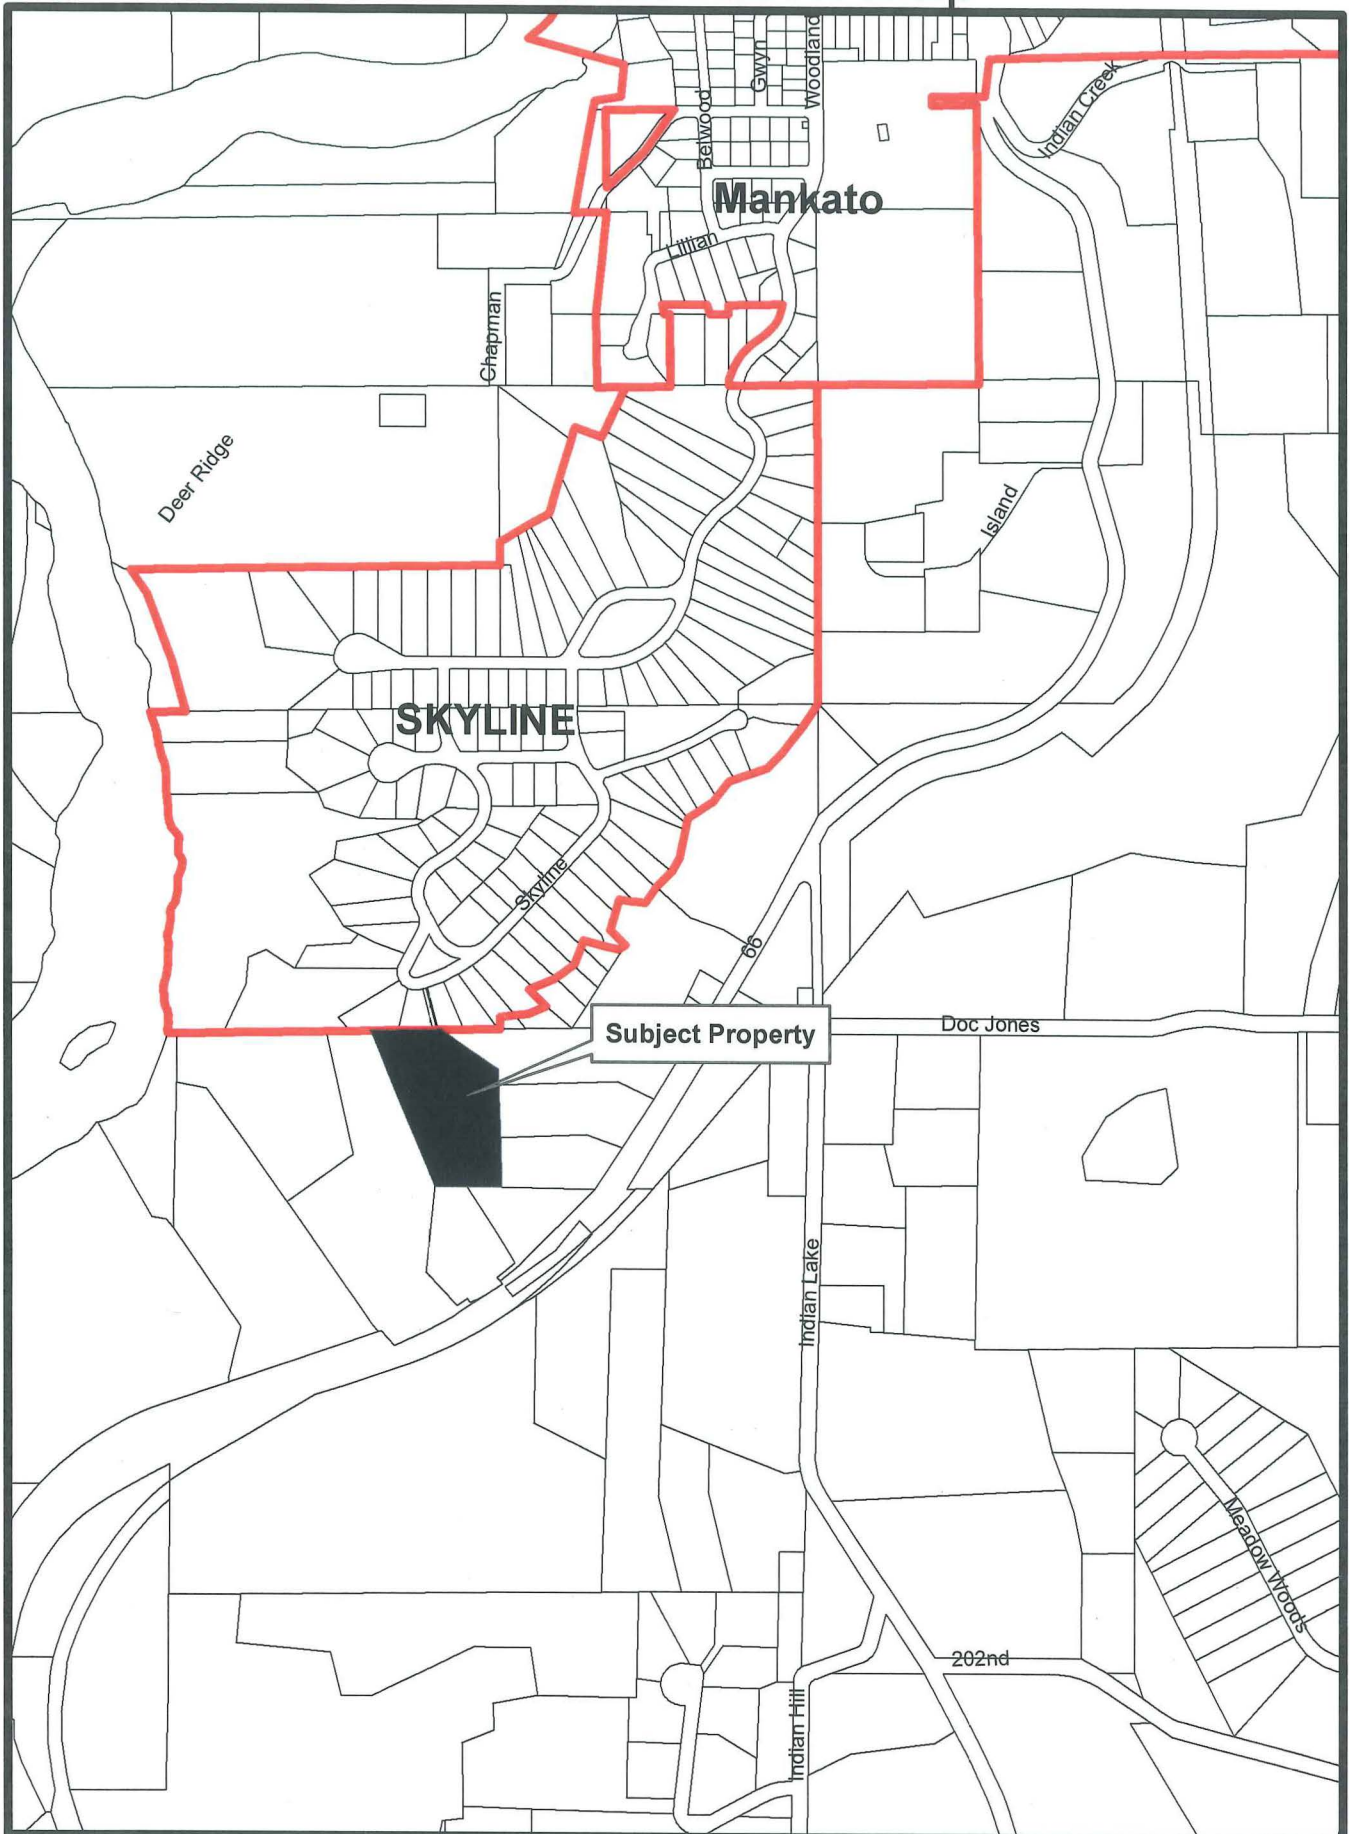 Gwyn
Woodland
Belwood
Indian Creek
Mankato
Lillian
Chapman
Deer Ridge
Island
SKYLINE
Skyline
66
Subject Property
Doc Jones
Indian Lake
Meadow Woods
202nd
Indian Hill